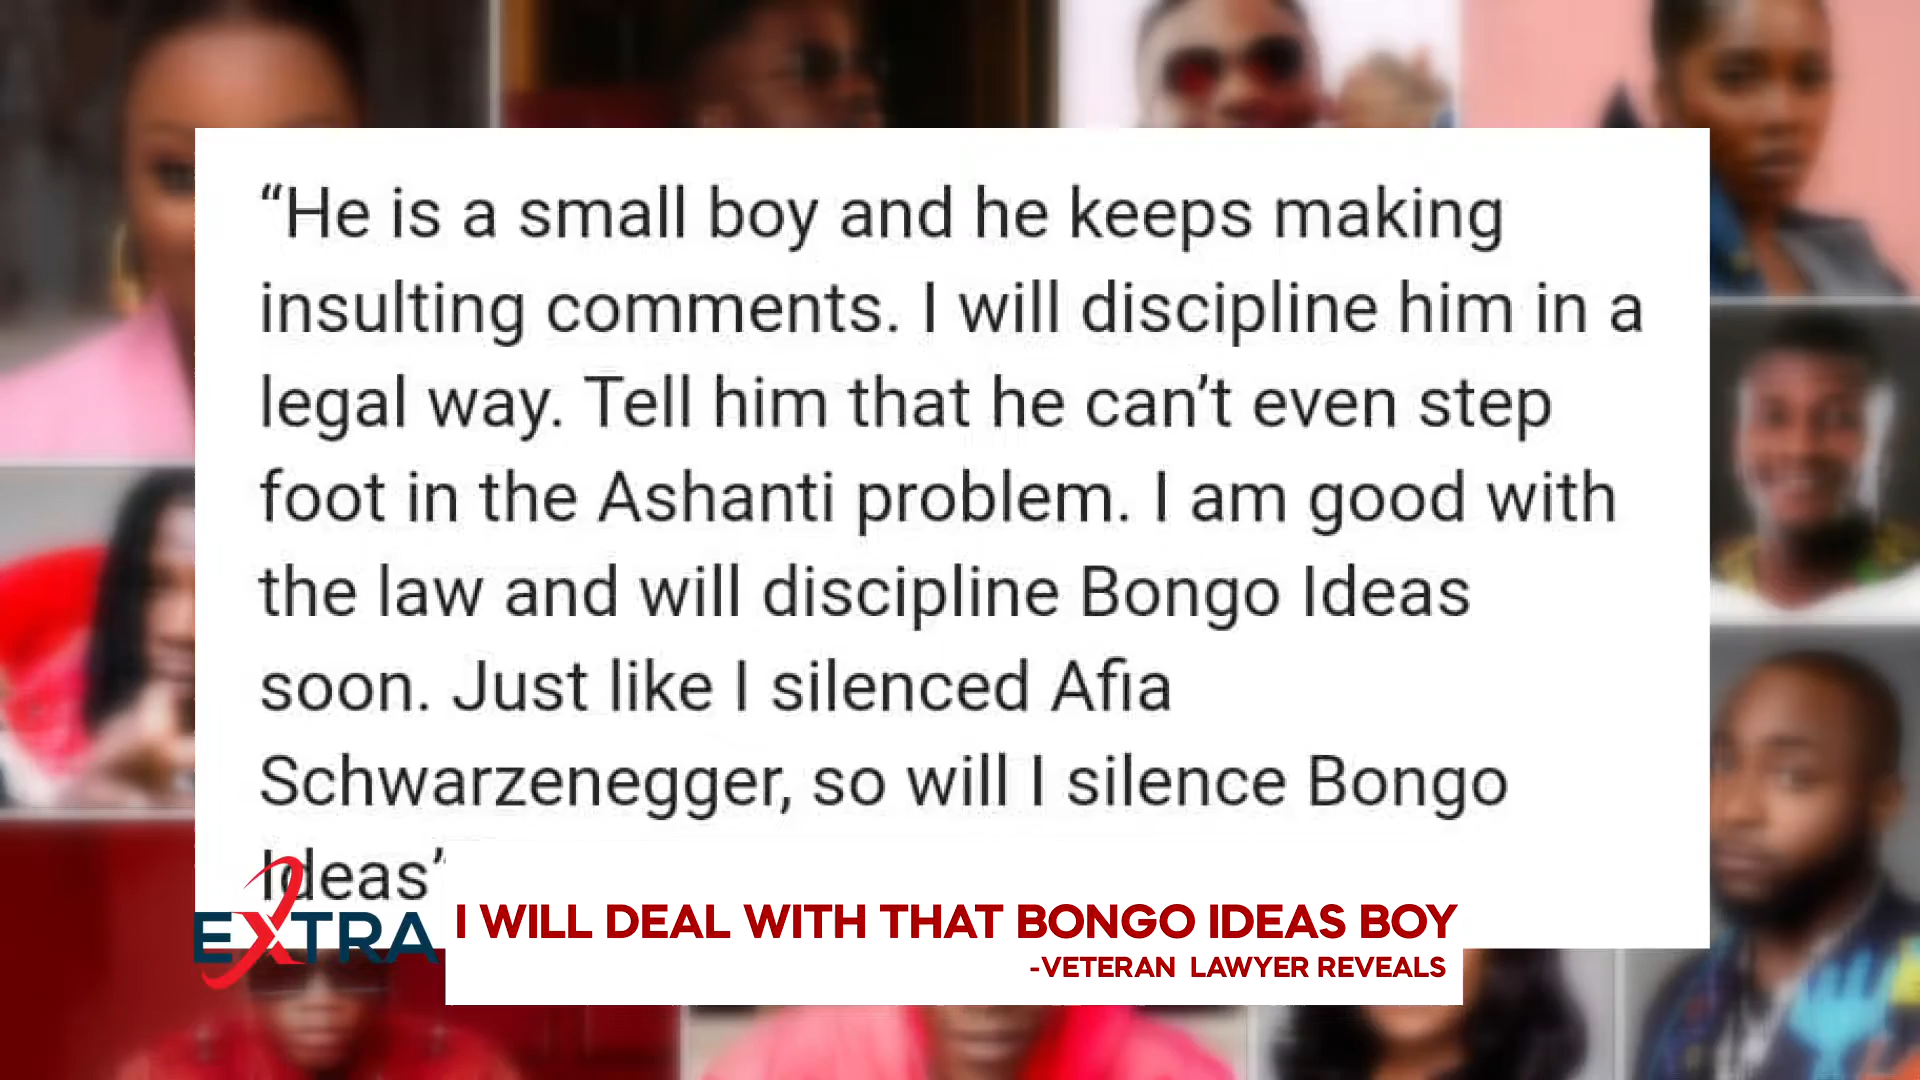 “He is a small boy and he keeps making
insulting comments. I will discipline him in a
legal way. Tell him that he can’t even step
foot in the Ashanti problem. I am good with
the law and will discipline Bongo Ideas
soon. Just like I silenced Afia
Schwarzenegger, so will I silence Bongo
Ideas”
EXTRA
I WILL DEAL WITH THAT BONGO IDEAS BOY
-VETERAN LAWYER REVEALS